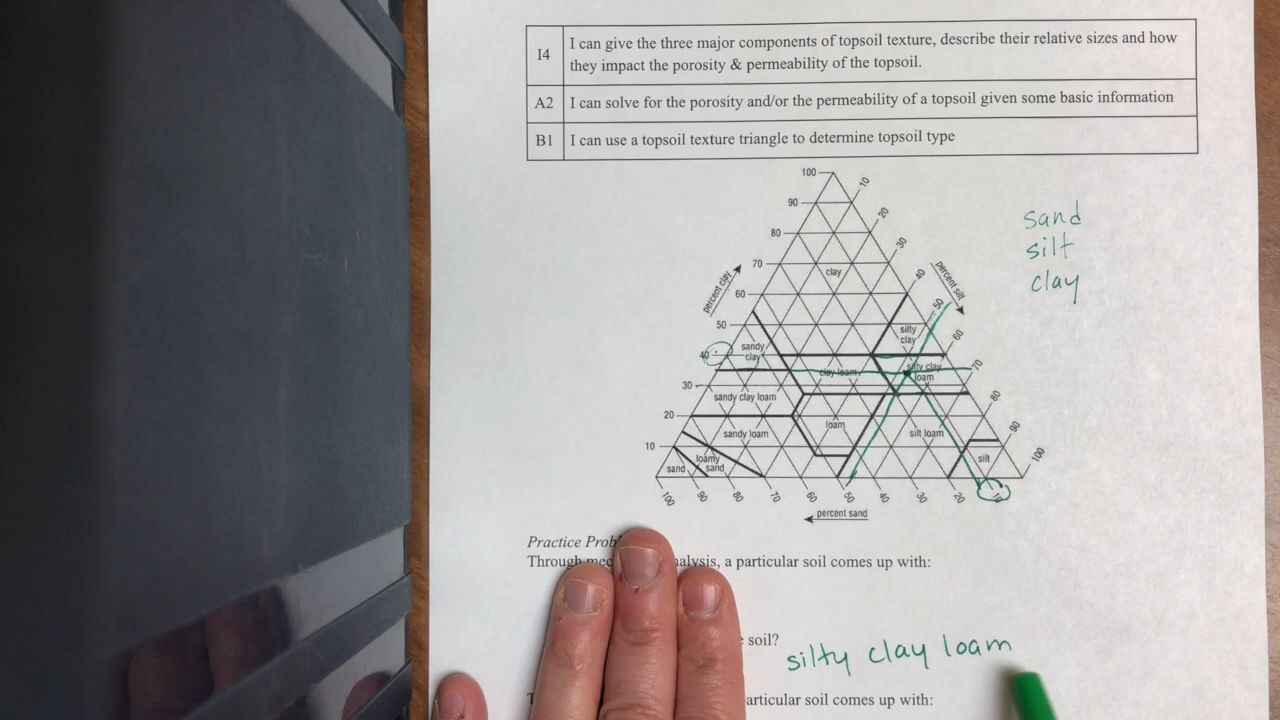 I4 I can give the three major components of topsoil texture, describe their relative sizes and how
they impact the porosity & permeability of the topsoil.
A2 I can solve for the porosity and/or the permeability of a topsoil given some basic information
B1 I can use a topsoil texture triangle to determine topsoil type
100
10
90
20
80
30
70
40
60
50
50
60
40
70
30
80
20
90
10
100
percent clay
percent silt
clay
silty
clay
sandy
clay
clay loam
silty clay
loam
sandy clay loam
loam
sandy loam
silt loam
loamy
sand
sand
silt
100 90 80 70 60 50 40 30 20 10
percent sand
sand
silt
clay
Practice
Through
a particular soil comes up with:
soil?
silty clay loam
particular soil comes up with: